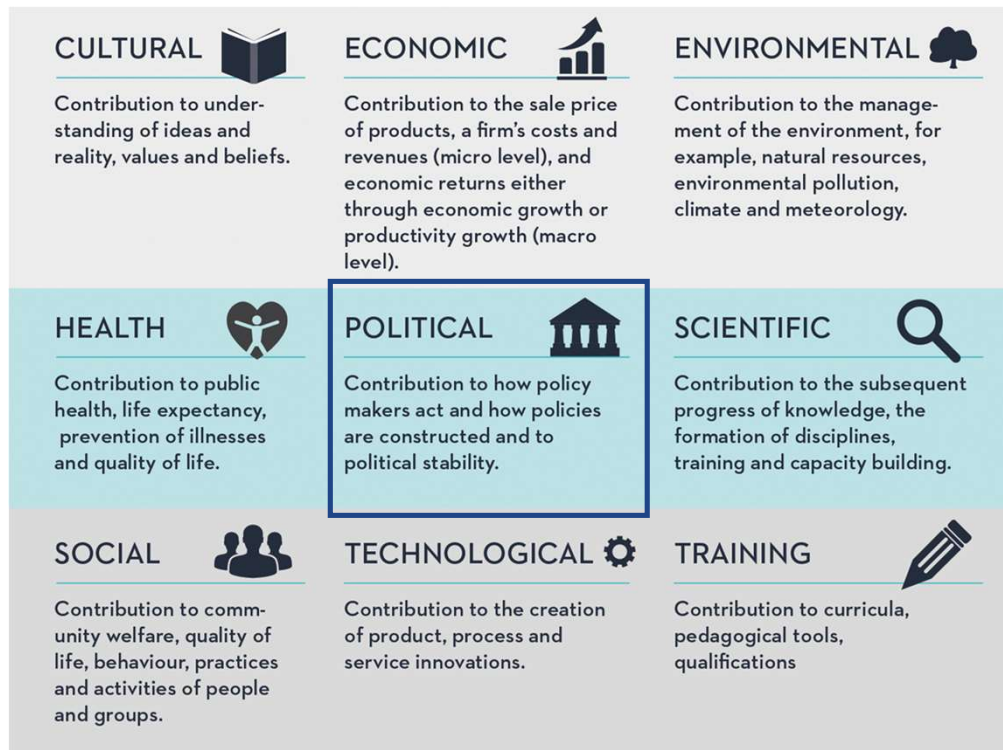 CULTURAL
Contribution to under-
standing of ideas and
reality, values and beliefs.
ECONOMIC
Contribution to the sale price
of products, a firm's costs and
revenues (micro level), and
economic returns either
through economic growth or
productivity growth (macro
level).
ENVIRONMENTAL
Contribution to the manage-
ment of the environment, for
example, natural resources,
environmental pollution,
climate and meteorology.
HEALTH
Contribution to public
health, life expectancy,
prevention of illnesses
and quality of life.
POLITICAL
Contribution to how policy
makers act and how policies
are constructed and to
political stability.
SCIENTIFIC
Contribution to the subsequent
progress of knowledge, the
formation of disciplines,
training and capacity building.
SOCIAL
Contribution to comm-
unity welfare, quality of
life, behaviour, practices
and activities of people
and groups.
TECHNOLOGICAL
Contribution to the creation
of product, process and
service innovations.
TRAINING
Contribution to curricula,
pedagogical tools,
qualifications